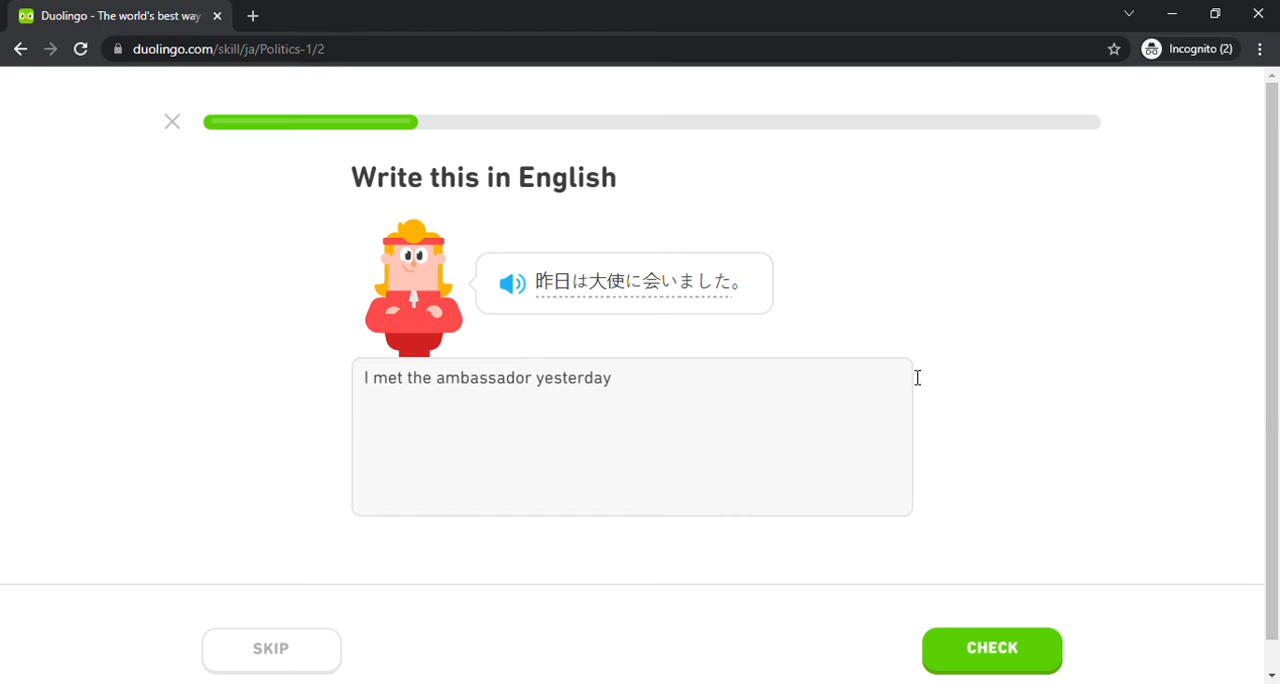 Duolingo - The world's best way
duolingo.com/skill/ja/Politics-1/2
Incognito (2)
Write this in English
昨日は大使に会いました。
I met the ambassador yesterday
SKIP
CHECK